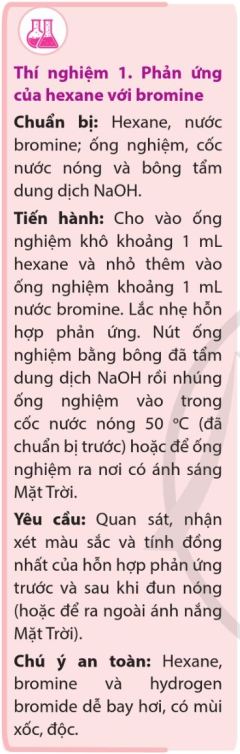 Thí nghiệm 1. Phản ứng
của hexane với bromine
Chuẩn bị: Hexane, nước
bromine; ống nghiệm, cốc
nước nóng và bông tẩm
dung dịch NaOH.
Tiến hành: Cho vào ống
nghiệm khô khoảng 1 mL
hexane và nhỏ thêm vào
ống nghiệm khoảng 1 mL
nước bromine. Lắc nhẹ hỗn
hợp phản ứng. Nút ống
nghiệm bằng bông đã tẩm
dung dịch NaOH rồi nhúng
ống nghiệm vào trong
cốc nước nóng 50 °C (đã
chuẩn bị trước) hoặc để ống
nghiệm ra nơi có ánh sáng
Mặt Trời.
Yêu cầu: Quan sát, nhận
xét màu sắc và tính đồng
nhất của hỗn hợp phản ứng
trước và sau khi đun nóng
(hoặc để ra ngoài ánh nắng
Mặt Trời).
Chú ý an toàn: Hexane,
bromine và hydrogen
bromide dễ bay hơi, có mùi
xốc, độc.